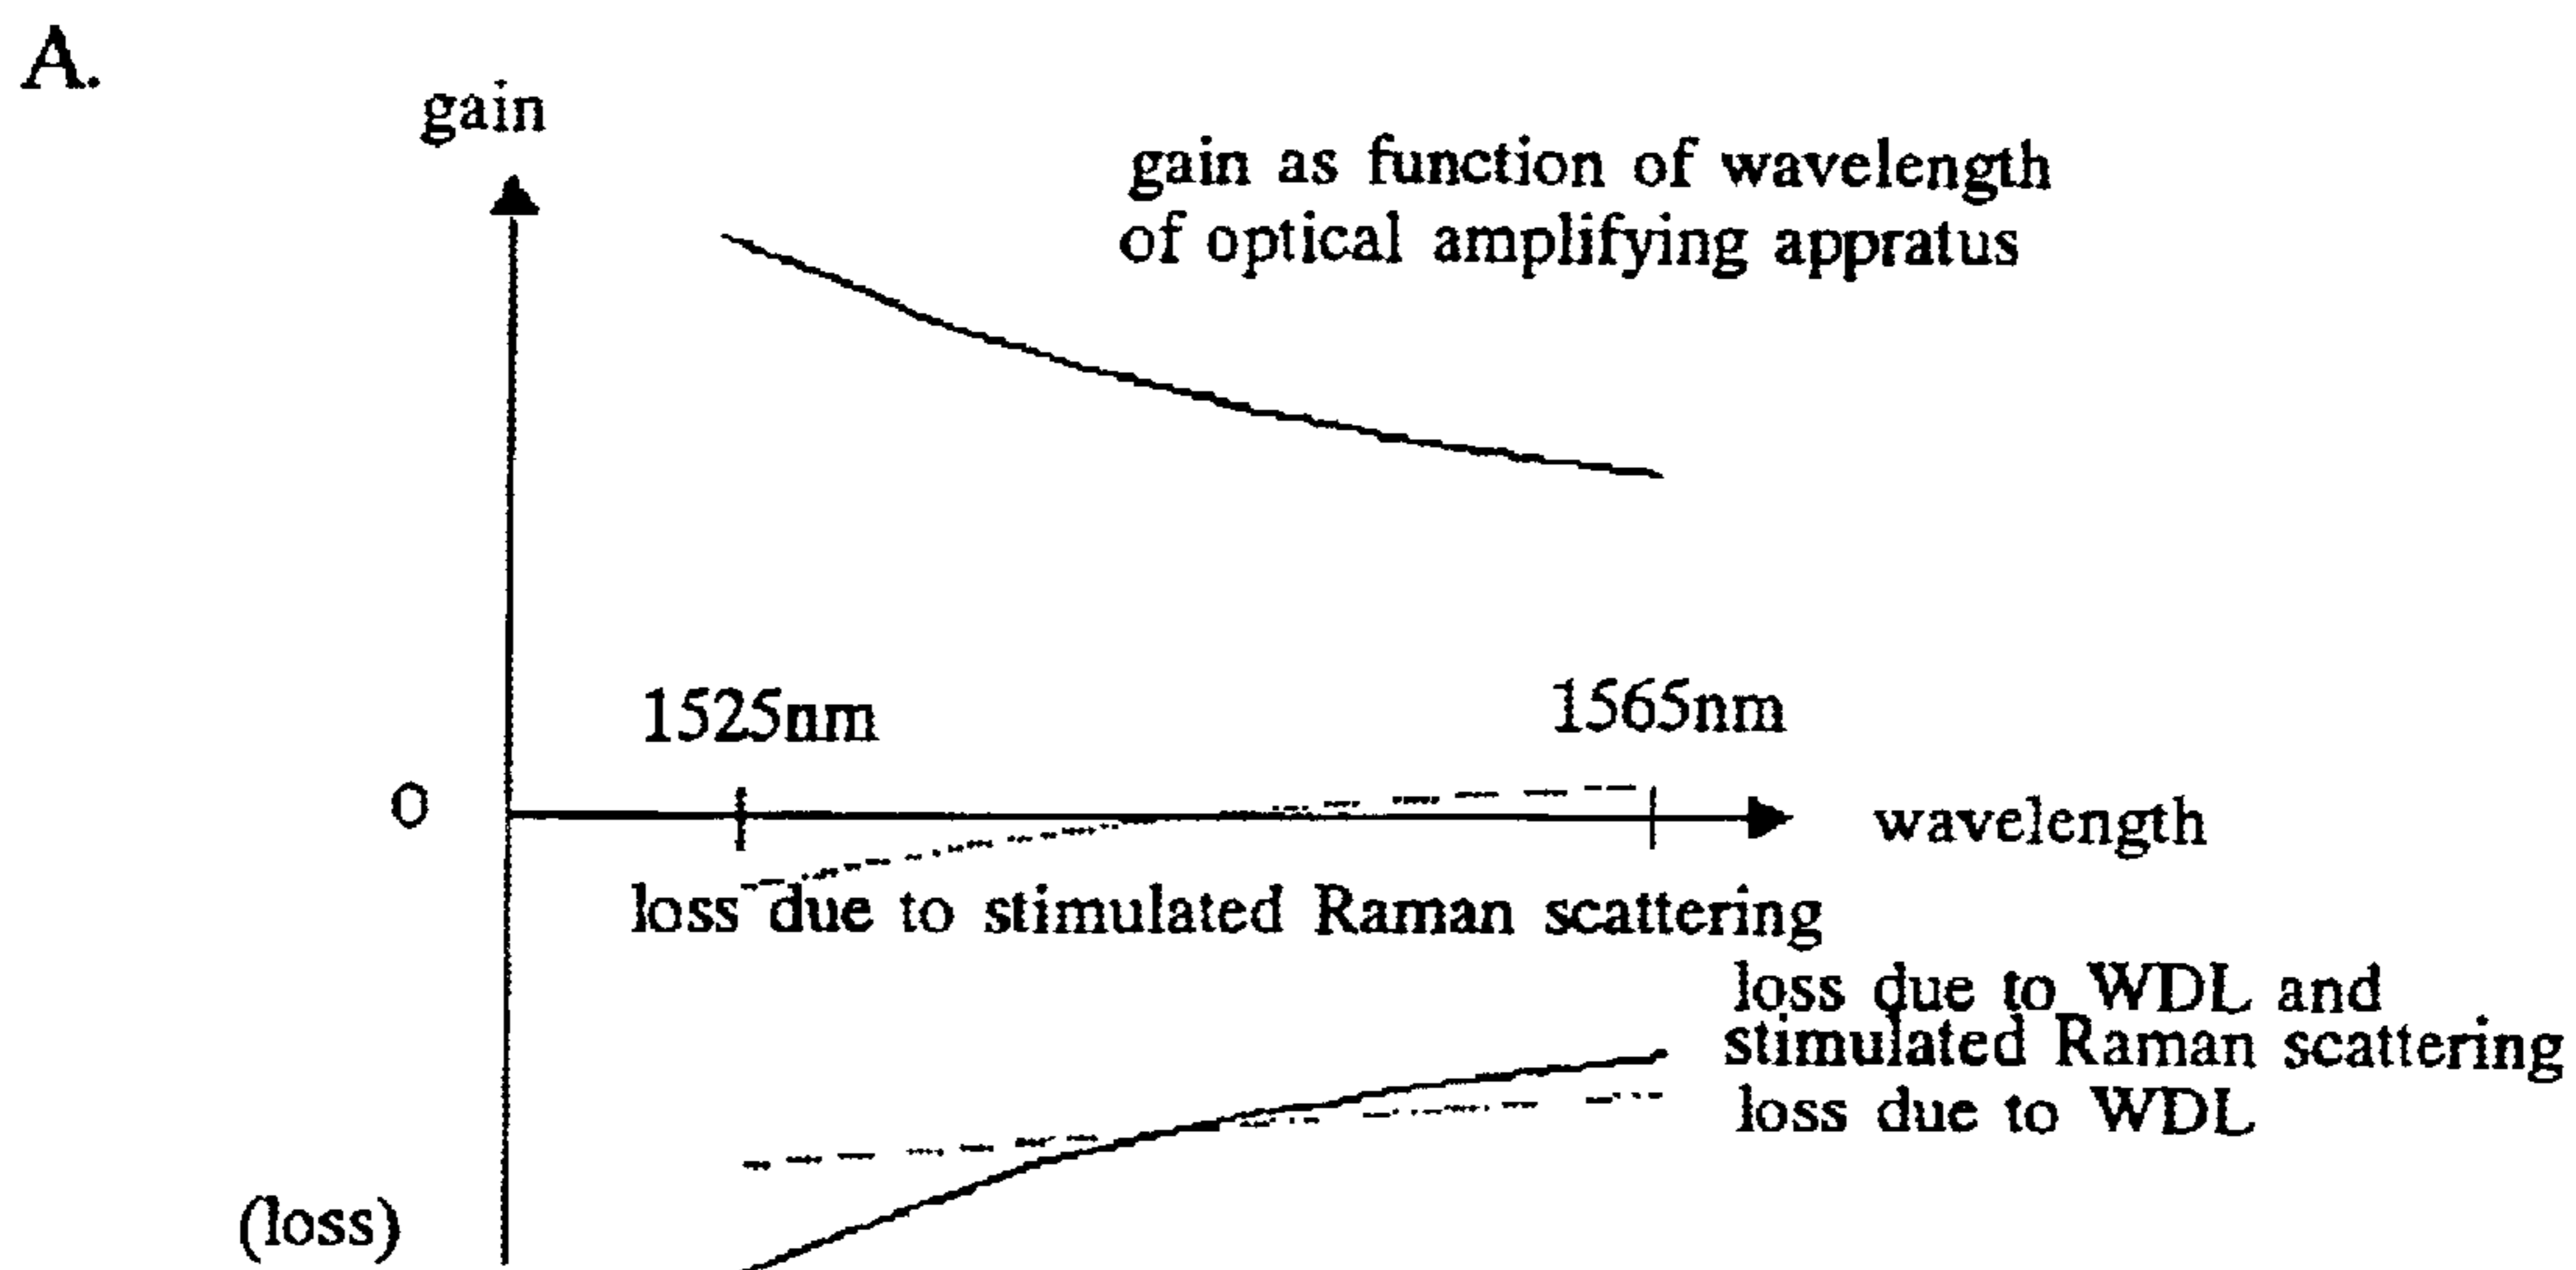 A.
gain
gain as function of wavelength
of optical amplifying appratus
1525nm
1565nm
O
wavelength
loss due to stimulated Raman scattering
loss due to WDL and
stimulated Raman scattering
loss due to WDL
(loss)